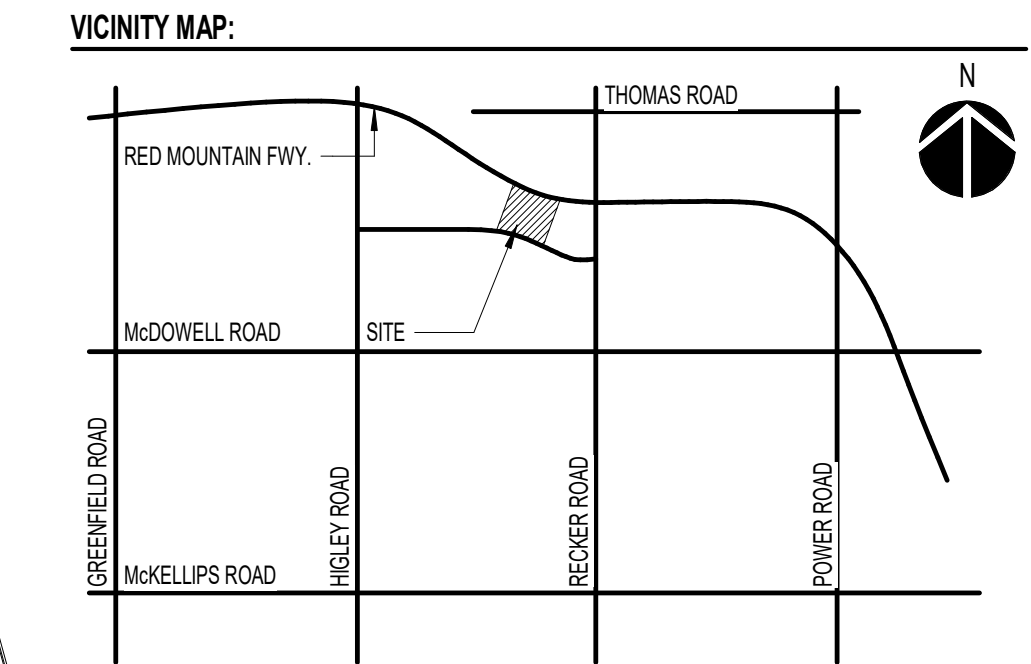 VICINITY MAP:
N
THOMAS ROAD
RED MOUNTAIN FWY.
McDOWELL ROAD
SITE
GREENFIELD ROAD
HIGLEY ROAD
RECKER ROAD
POWER ROAD
McKELLIPS ROAD